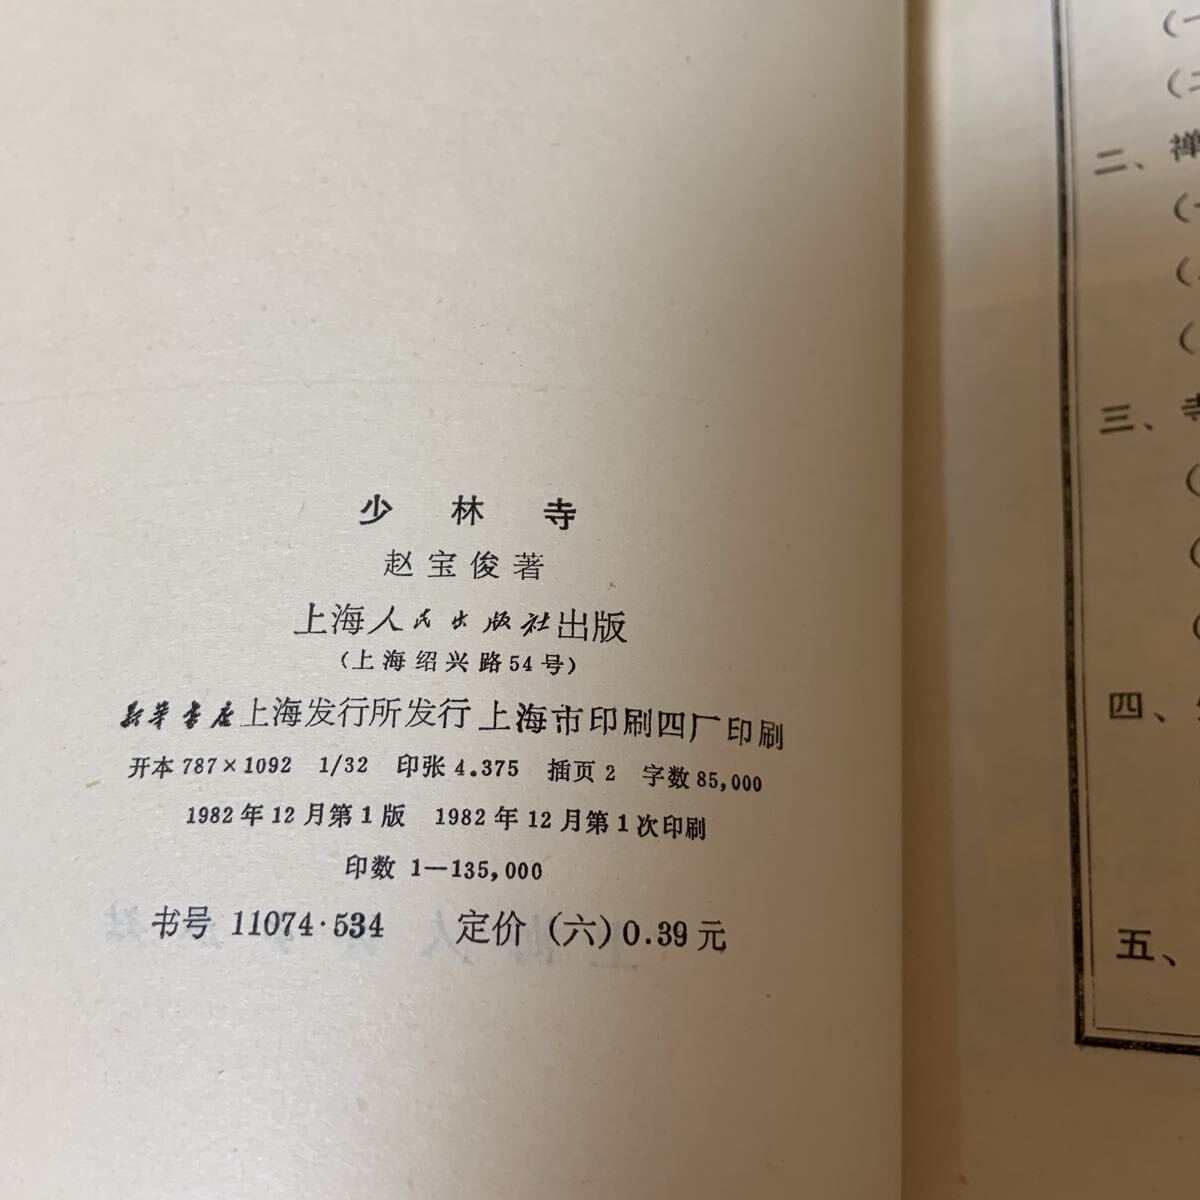 少林寺
赵宝俊著
上海人民出版社出版
(上海绍兴路54号)
新华书店上海发行所发行 上海市印刷四厂印刷
开本 787×1092 1/32 印张 4.375 插页 2 字数 85,000
1982年12月第1版 1982年12月第1次印刷
印数 1—135,000
书号 11074·534 定价 (六) 0.39元
(一
(二
二、禅
(一
(
(
三、寺
(
(
(
四、
五、